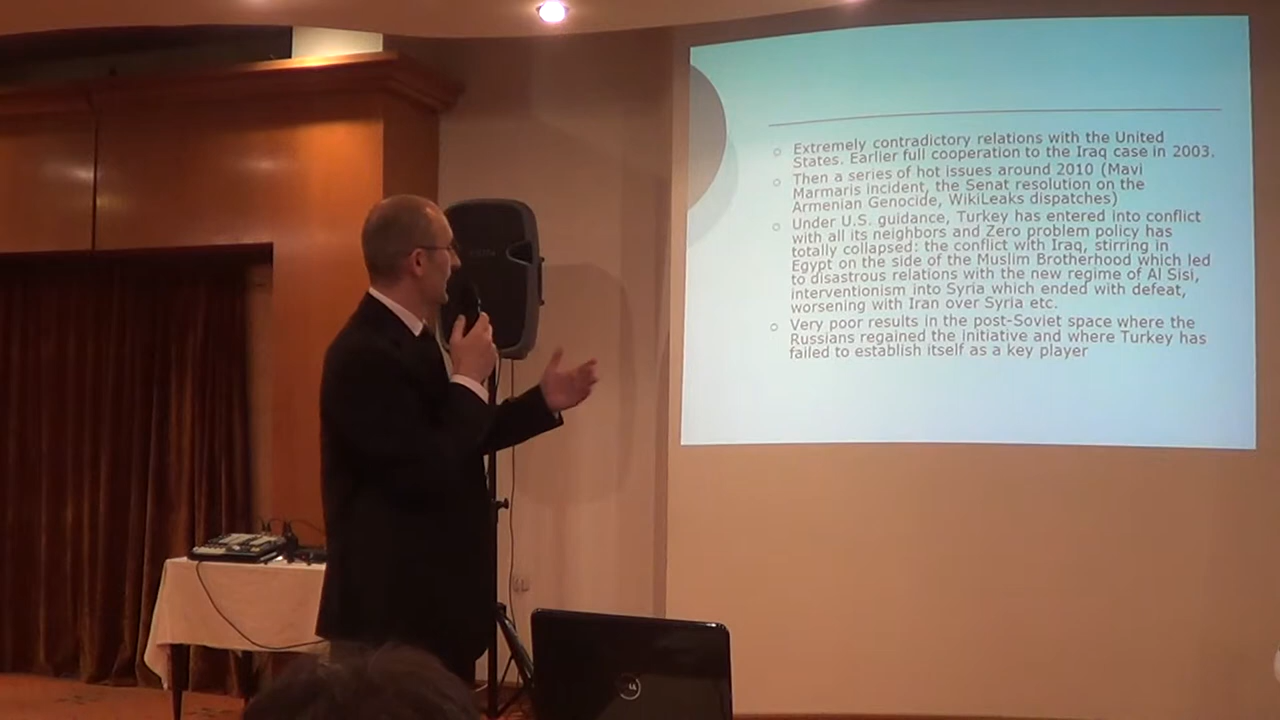 Extremely contradictory relations with the United
States. Earlier full cooperation to the Iraq case in 2003.
Then a series of hot issues around 2010 (Mavi
Marmaris incident, the Senat resolution on the
Armenian Genocide, WikiLeaks dispatches)
Under U.S. guidance, Turkey has entered into conflict
with all its neighbors and Zero problem policy has
totally collapsed: the conflict with Iraq, stirring in
Egypt on the side of the Muslim Brotherhood which led
to disastrous relations with the new regime of Al Sisi,
interventionism into Syria which ended with defeat,
worsening with Iran over Syria etc.
Very poor results in the post-Soviet space where the
Russians regained the initiative and where Turkey has
failed to establish itself as a key player